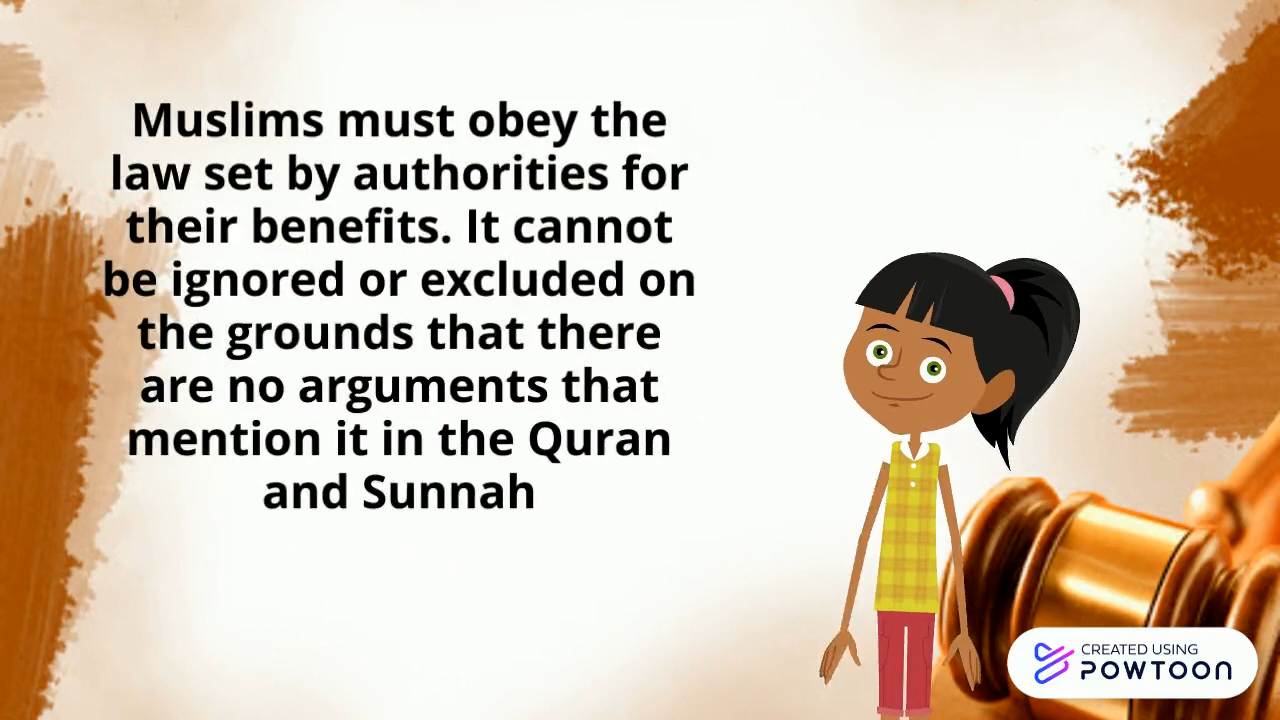 Muslims must obey the
law set by authorities for
their benefits. It cannot
be ignored or excluded on
the grounds that there
are no arguments that
mention it in the Quran
and Sunnah
CREATED USING
POWTOON